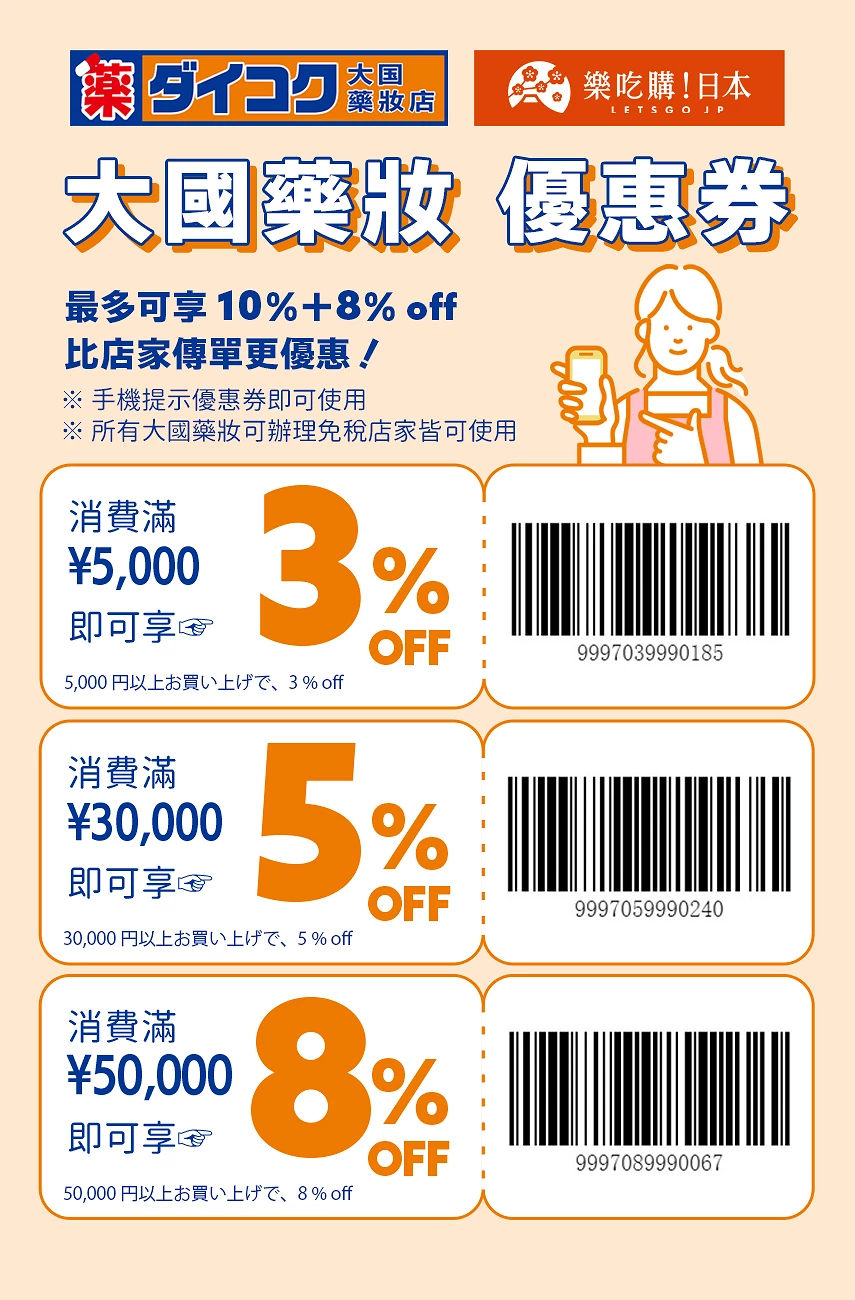 薬 ダイコク 大国
藥妝店
樂吃購！日本
LETSGO JP
大國藥妝 優惠券
最多可享 10%＋8% off
比店家傳單更優惠！
※ 手機提示優惠券即可使用
※ 所有大國藥妝可辦理免稅店家皆可使用
消費滿
¥5,000
即可享☞
3%
OFF
5,000 円以上お買い上げで、3 % off
9997039990185
消費滿
¥30,000
即可享☞
5%
OFF
30,000 円以上お買い上げで、5 % off
9997059990240
消費滿
¥50,000
即可享☞
8%
OFF
50,000 円以上お買い上げで、8 % off
9997089990067